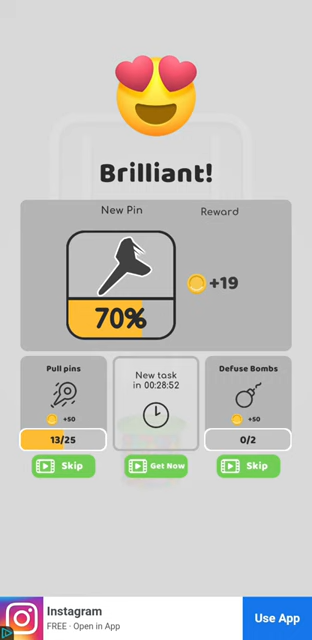 Brilliant!
New Pin
Reward
+19
70%
Pull pins
+50
13/25
Skip
New task
in 00:28:52
Get Now
Defuse Bombs
+50
0/2
Skip
Instagram
FREE · Open in App
Use App